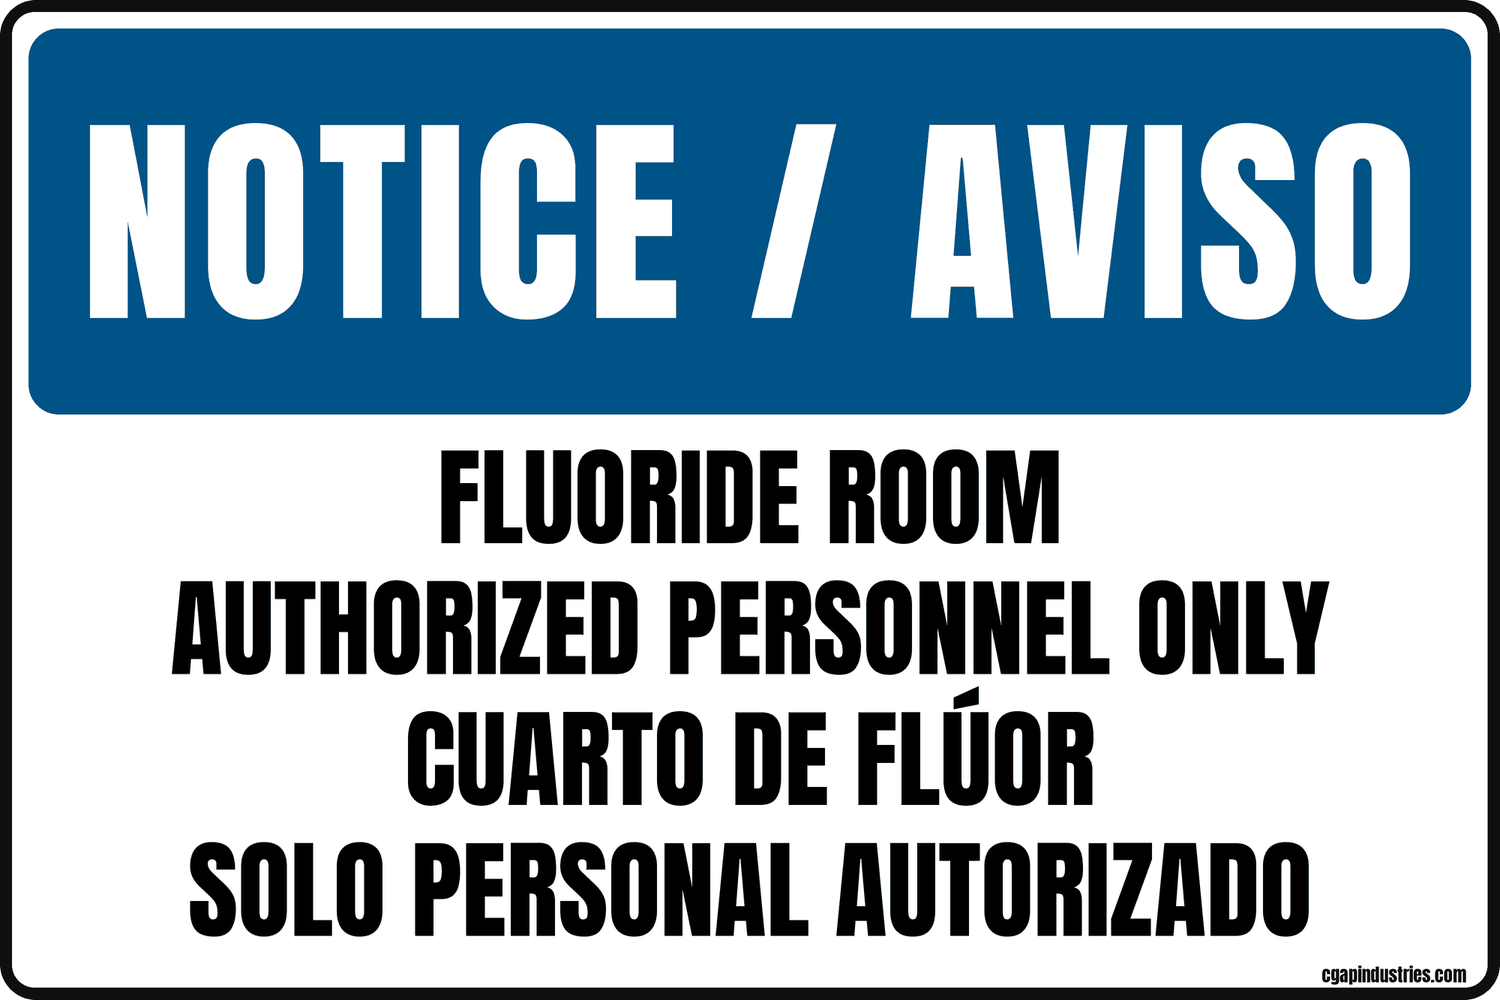 NOTICE / AVISO
FLUORIDE ROOM
AUTHORIZED PERSONNEL ONLY
CUARTO DE FLÚOR
SOLO PERSONAL AUTORIZADO
cgapindustries.com